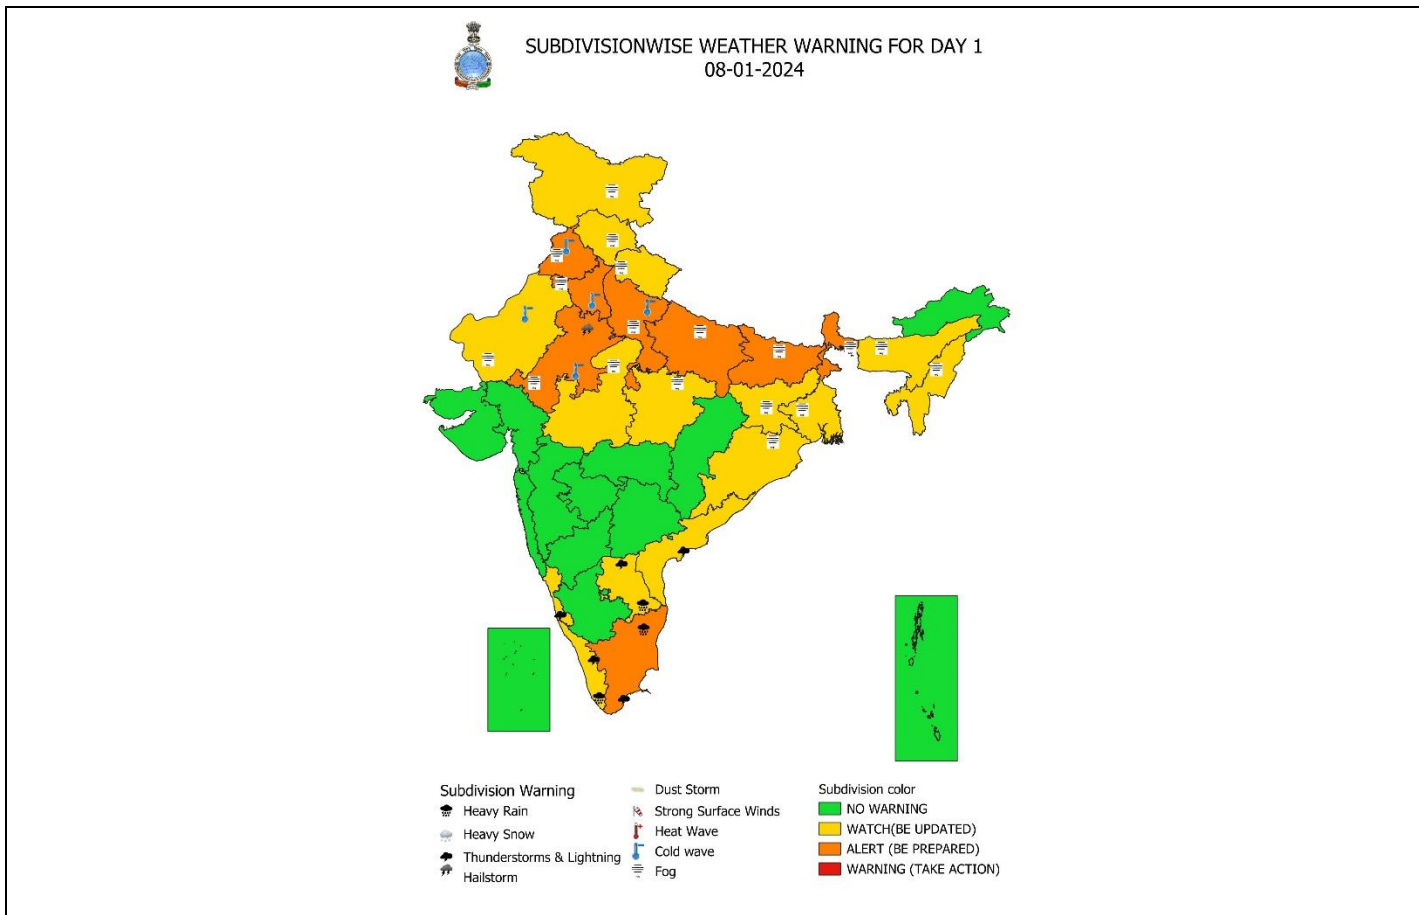 SUBDIVISIONWISE WEATHER WARNING FOR DAY 1
08-01-2024
Subdivision Warning
Heavy Rain
Heavy Snow
Thunderstorms & Lightning
Hailstorm
Dust Storm
Strong Surface Winds
Heat Wave
Cold wave
Fog
Subdivision color
NO WARNING
WATCH(BE UPDATED)
ALERT (BE PREPARED)
WARNING (TAKE ACTION)